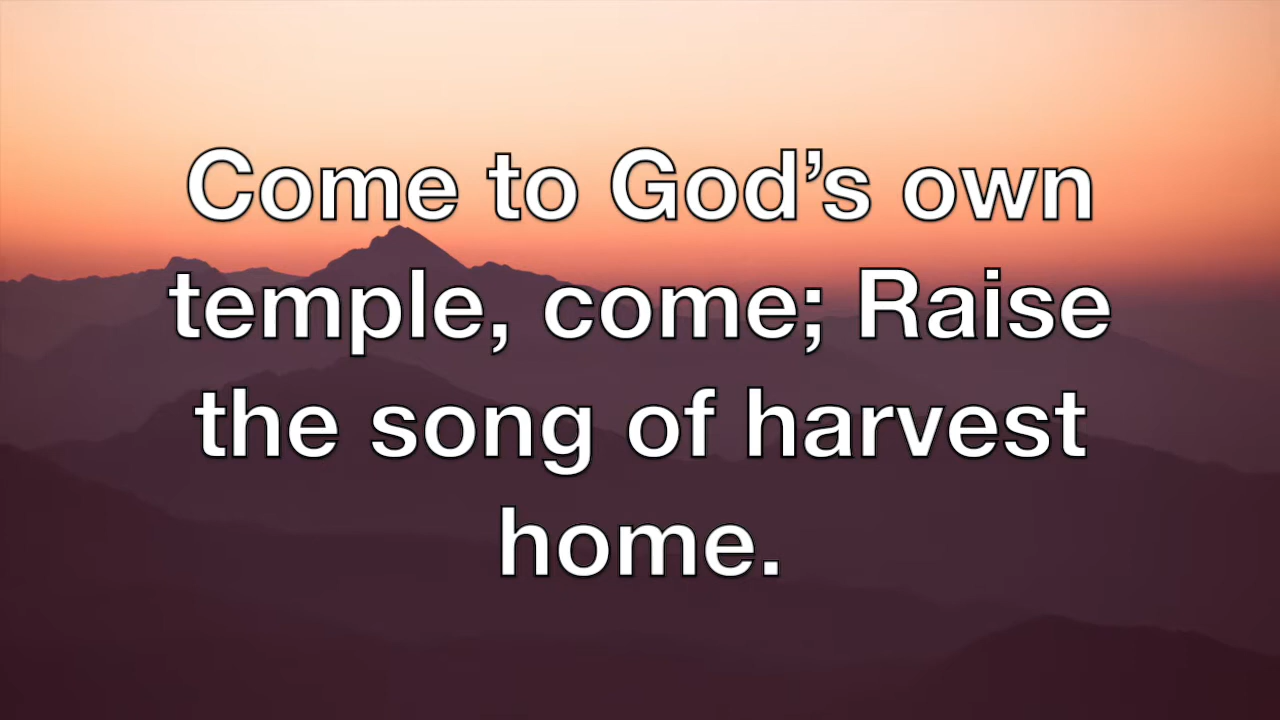 Come to God’s own
temple, come; Raise
the song of harvest
home.